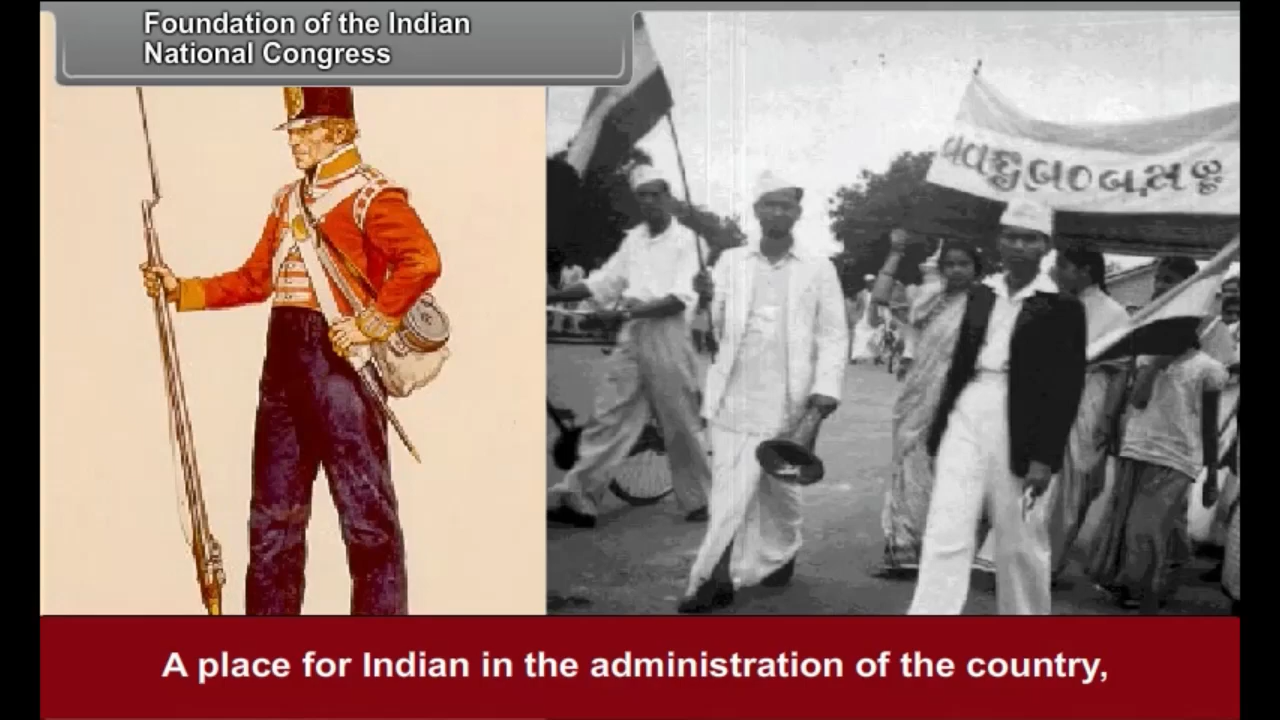 Foundation of the Indian
National Congress
A place for Indian in the administration of the country,